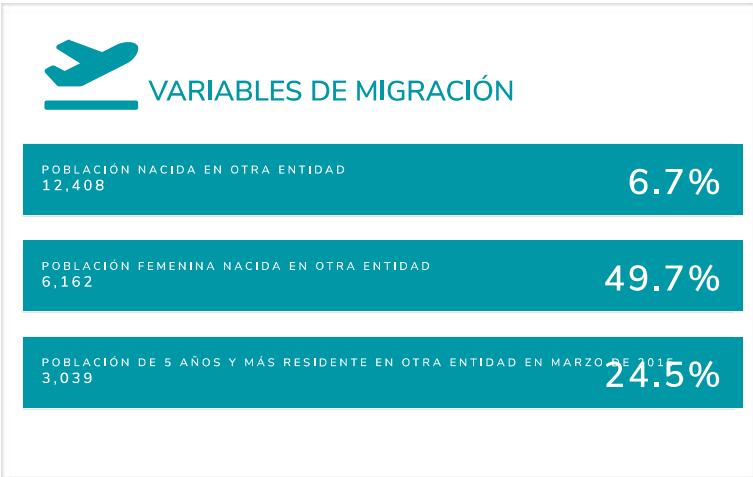 VARIABLES DE MIGRACIÓN
POBLACIÓN NACIDA EN OTRA ENTIDAD
12,408
6.7%
POBLACIÓN FEMENINA NACIDA EN OTRA ENTIDAD
6,162
49.7%
POBLACIÓN DE 5 AÑOS Y MÁS RESIDENTE EN OTRA ENTIDAD EN MARZO DE 2015
3,039
24.5%